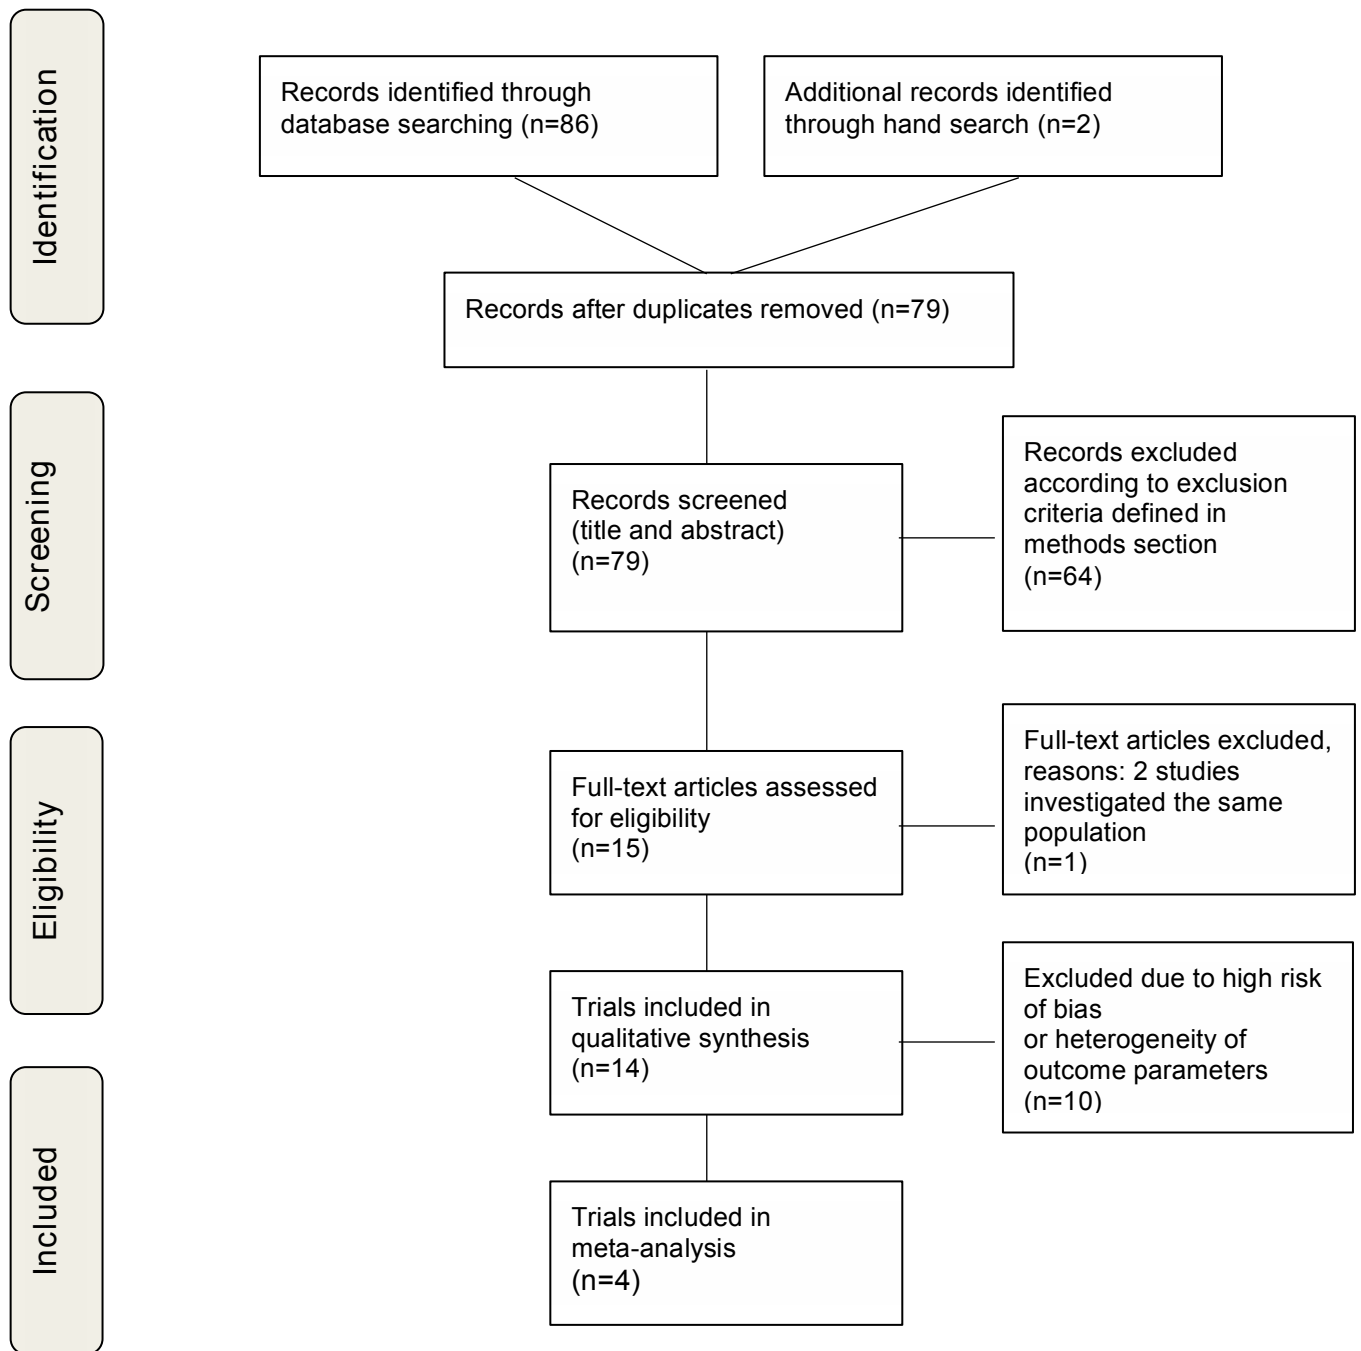 Identification
Records identified through
database searching (n=86)
Additional records identified
through hand search (n=2)
Records after duplicates removed (n=79)
Screening
Records screened
(title and abstract)
(n=79)
Records excluded
according to exclusion
criteria defined in
methods section
(n=64)
Eligibility
Full-text articles assessed
for eligibility
(n=15)
Full-text articles excluded,
reasons: 2 studies
investigated the same
population
(n=1)
Trials included in
qualitative synthesis
(n=14)
Excluded due to high risk
of bias
or heterogeneity of
outcome parameters
(n=10)
Included
Trials included in
meta-analysis
(n=4)